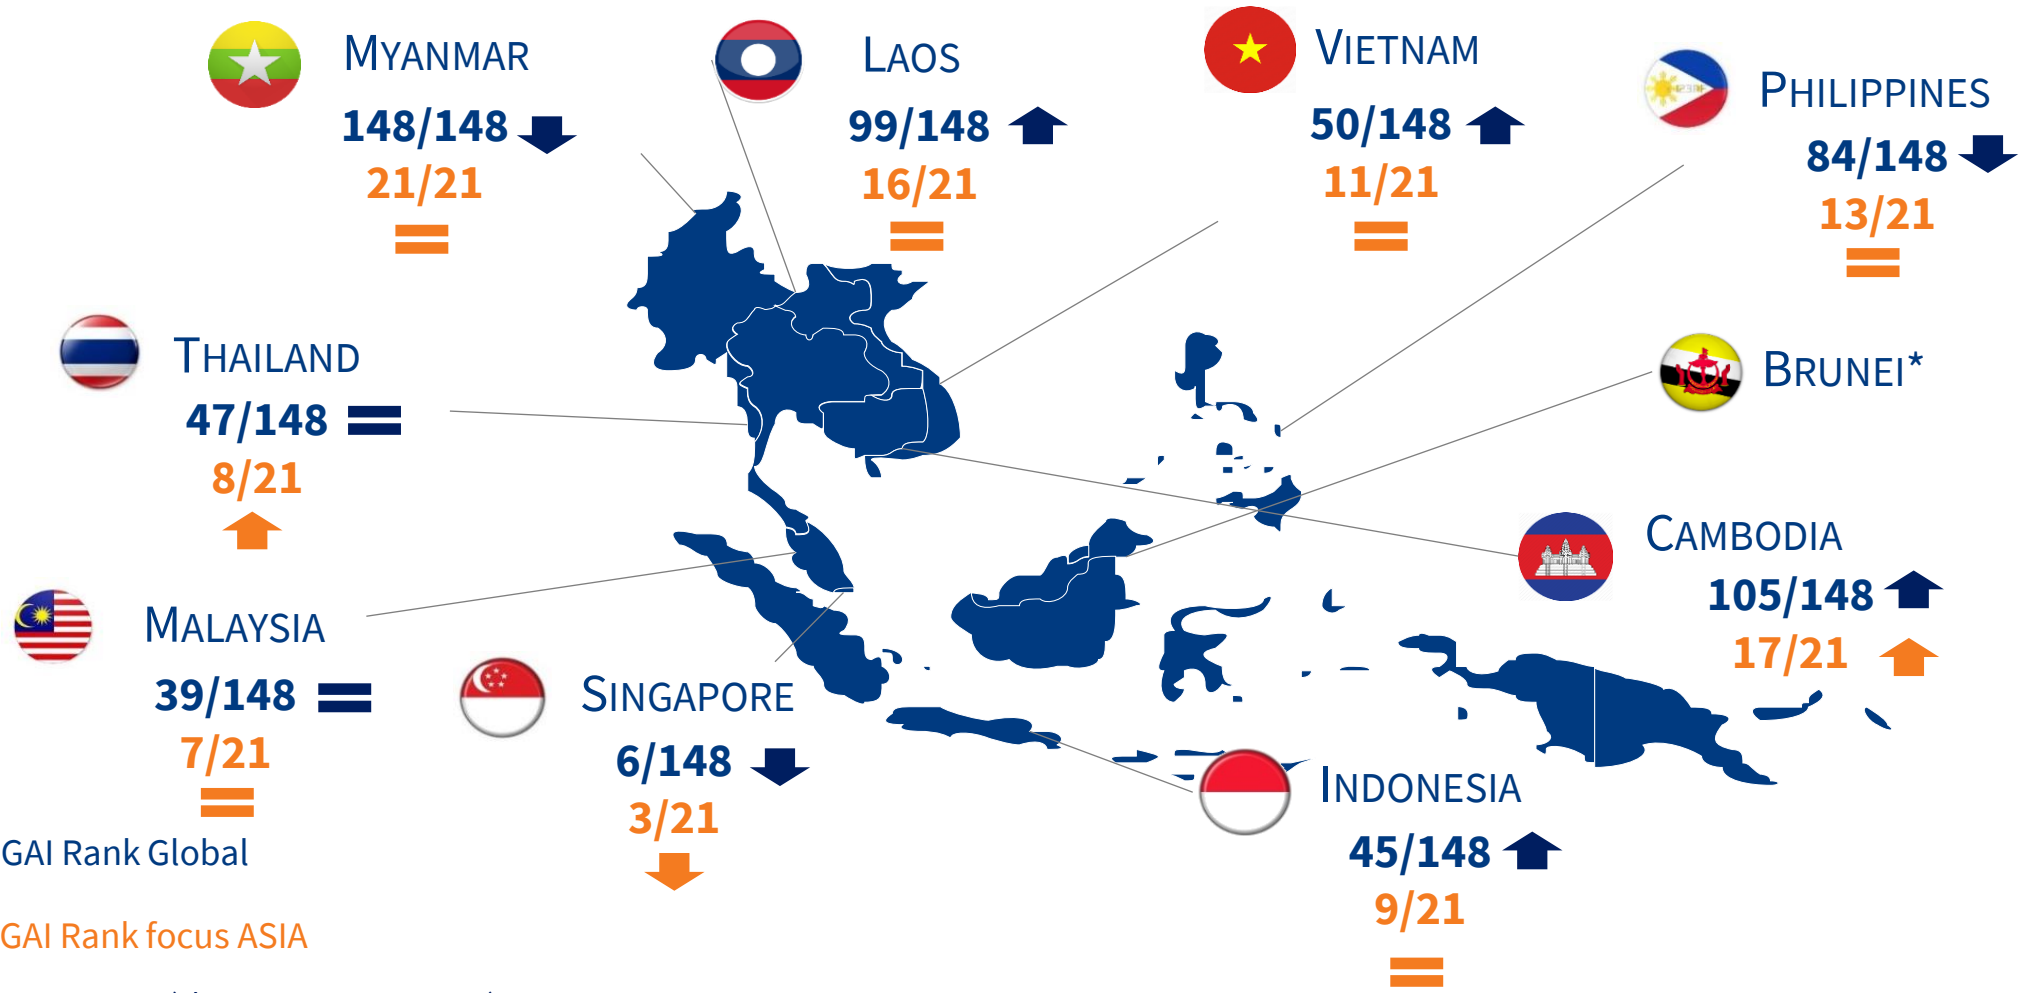 MYANMAR
148/148
21/21
LAOS
99/148
16/21
VIETNAM
50/148
11/21
PHILIPPINES
84/148
13/21
THAILAND
47/148
8/21
BRUNEI*
CAMBODIA
105/148
17/21
MALAYSIA
39/148
7/21
SINGAPORE
6/148
3/21
INDONESIA
45/148
9/21
GAI Rank Global
GAI Rank focus ASIA